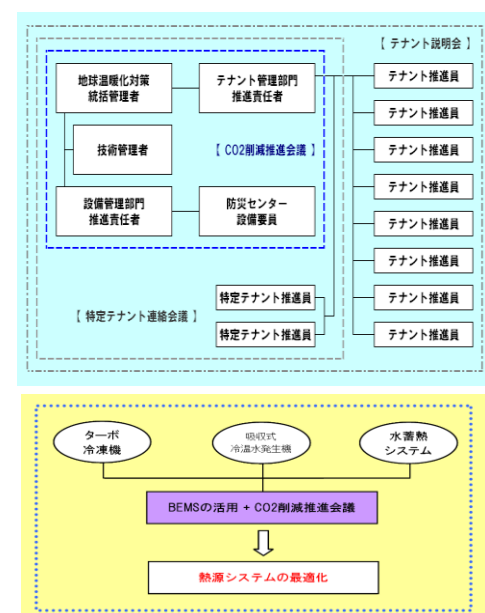 【 テナント説明会 】
地球温暖化対策
統括管理者
テナント管理部門
推進責任者
テナント推進員
テナント推進員
技術管理者
【 CO2削減推進会議 】
テナント推進員
テナント推進員
設備管理部門
推進責任者
防災センター
設備要員
テナント推進員
テナント推進員
【 特定テナント連絡会議 】
特定テナント推進員
特定テナント推進員
テナント推進員
テナント推進員
ターボ
冷凍機
吸収式
冷温水発生機
水蓄熱
システム
BEMSの活用 + CO2削減推進会議
熱源システムの最適化